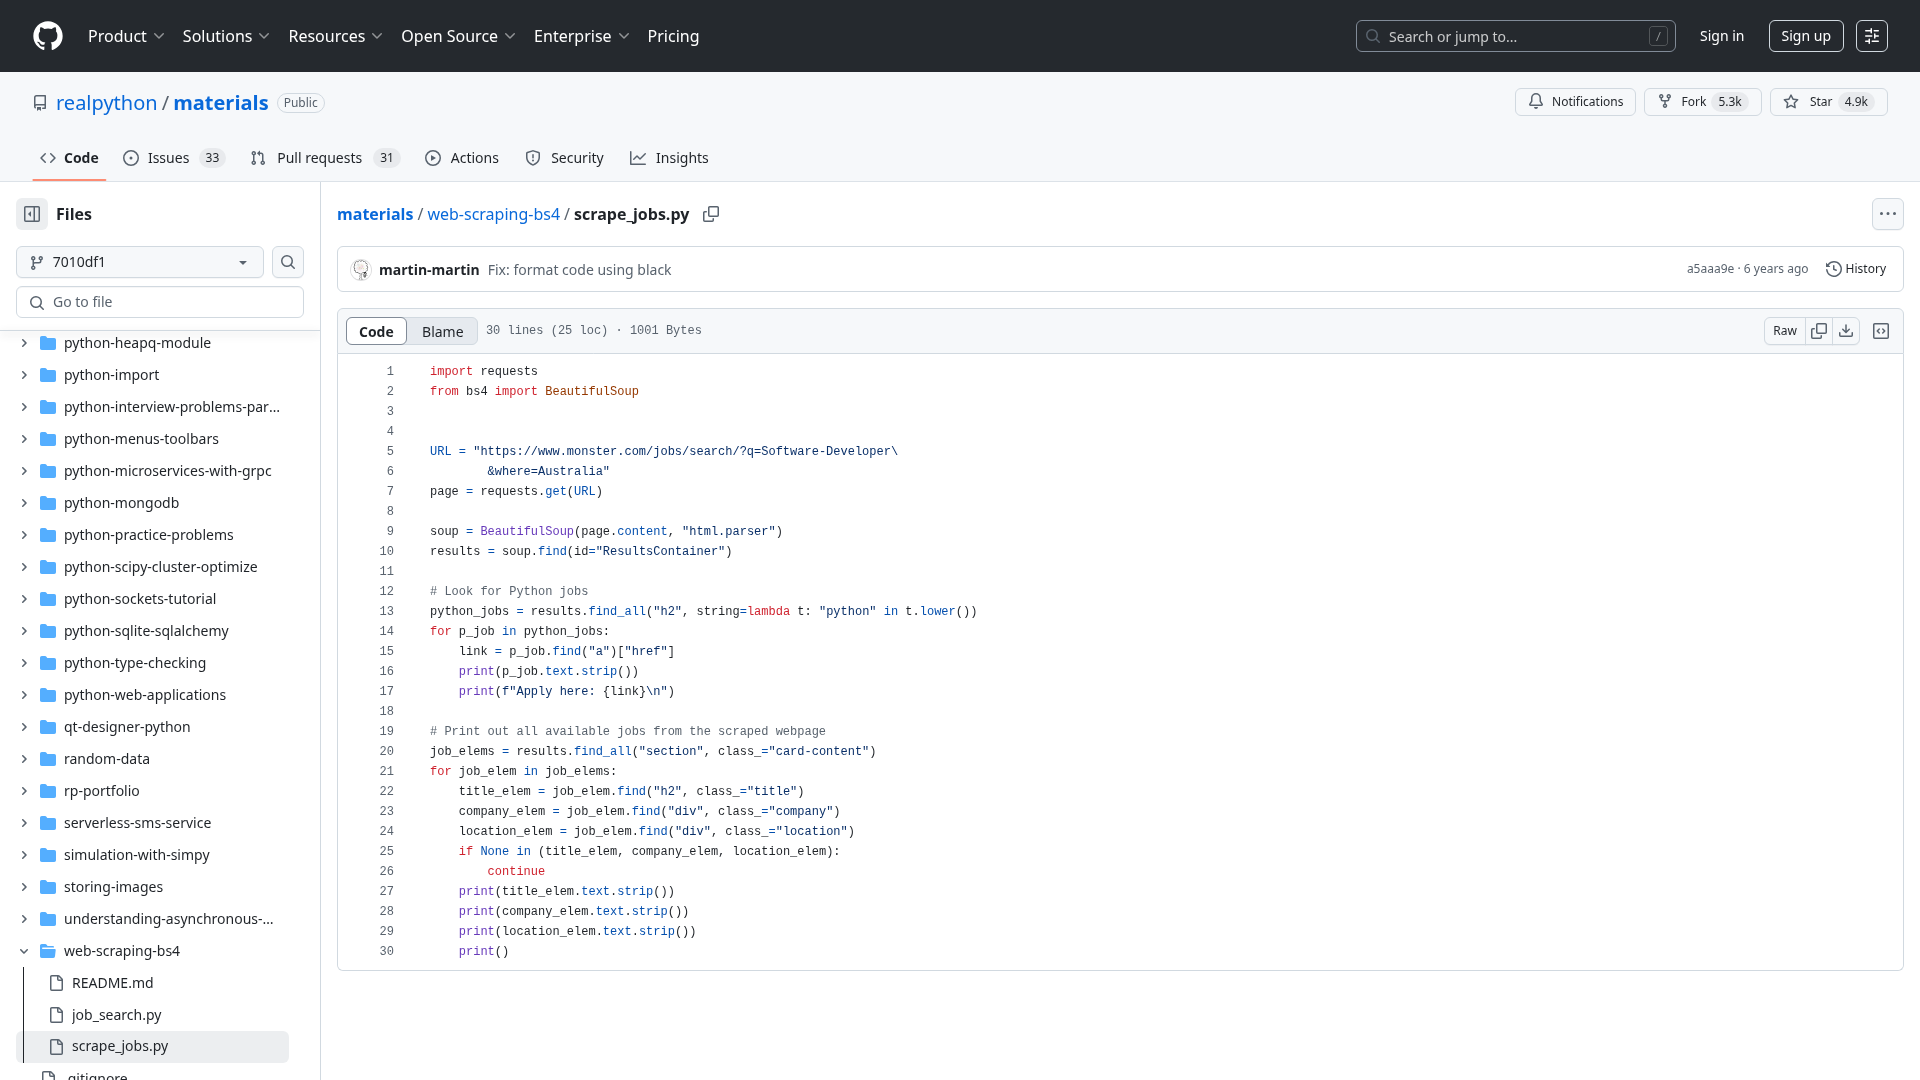 Product Solutions Resources Open Source Enterprise Pricing Search or jump to... / Sign in Sign up
realpython / materials Public Notifications Fork 5.3k Star 4.9k
Code Issues 33 Pull requests 31 Actions Security Insights
Files
7010df1
Go to file
python-heapq-module
python-import
python-interview-problems-par...
python-menus-toolbars
python-microservices-with-grpc
python-mongodb
python-practice-problems
python-scipy-cluster-optimize
python-sockets-tutorial
python-sqlite-sqlalchemy
python-type-checking
python-web-applications
qt-designer-python
random-data
rp-portfolio
serverless-sms-service
simulation-with-simpy
storing-images
understanding-asynchronous-...
web-scraping-bs4
README.md
job_search.py
scrape_jobs.py
.gitignore
materials / web-scraping-bs4 / scrape_jobs.py
martin-martin Fix: format code using black a5aaa9e · 6 years ago History
Code Blame 30 lines (25 loc) · 1001 Bytes Raw
1 import requests
2 from bs4 import BeautifulSoup
3
4
5 URL = "https://www.monster.com/jobs/search/?q=Software-Developer\
6         &where=Australia"
7 page = requests.get(URL)
8
9 soup = BeautifulSoup(page.content, "html.parser")
10 results = soup.find(id="ResultsContainer")
11
12 # Look for Python jobs
13 python_jobs = results.find_all("h2", string=lambda t: "python" in t.lower())
14 for p_job in python_jobs:
15     link = p_job.find("a")["href"]
16     print(p_job.text.strip())
17     print(f"Apply here: {link}\n")
18
19 # Print out all available jobs from the scraped webpage
20 job_elems = results.find_all("section", class_="card-content")
21 for job_elem in job_elems:
22     title_elem = job_elem.find("h2", class_="title")
23     company_elem = job_elem.find("div", class_="company")
24     location_elem = job_elem.find("div", class_="location")
25     if None in (title_elem, company_elem, location_elem):
26         continue
27     print(title_elem.text.strip())
28     print(company_elem.text.strip())
29     print(location_elem.text.strip())
30     print()